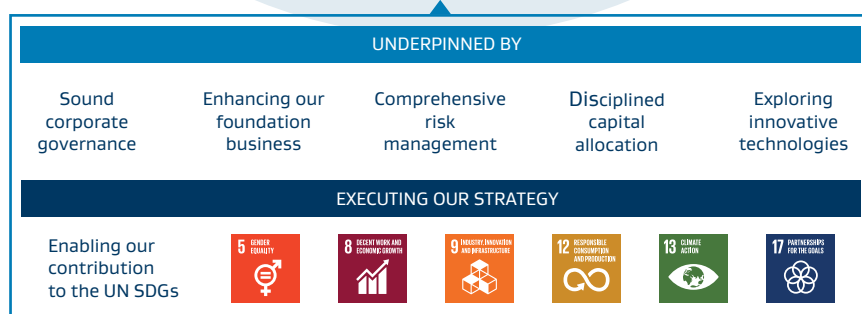 UNDERPINNED BY
Sound
corporate
governance
Enhancing our
foundation
business
Comprehensive
risk
management
Disciplined
capital
allocation
Exploring
innovative
technologies
EXECUTING OUR STRATEGY
Enabling our
contribution
to the UN SDGs
5 GENDER
EQUALITY
8 DECENT WORK AND
ECONOMIC GROWTH
9 INDUSTRY, INNOVATION
AND INFRASTRUCTURE
12 RESPONSIBLE
CONSUMPTION
AND PRODUCTION
13 CLIMATE
ACTION
17 PARTNERSHIPS
FOR THE GOALS